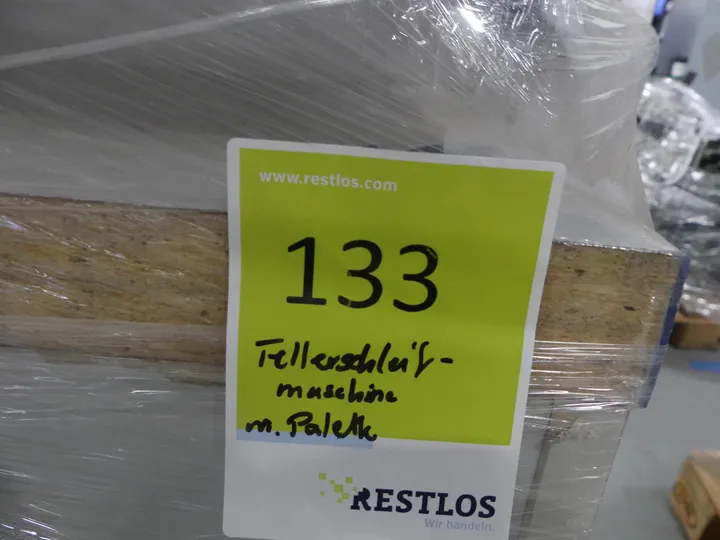 www.restlos.com
133
Tellerschleif-
maschine
m. Palette
RESTLOS
Wir handeln.